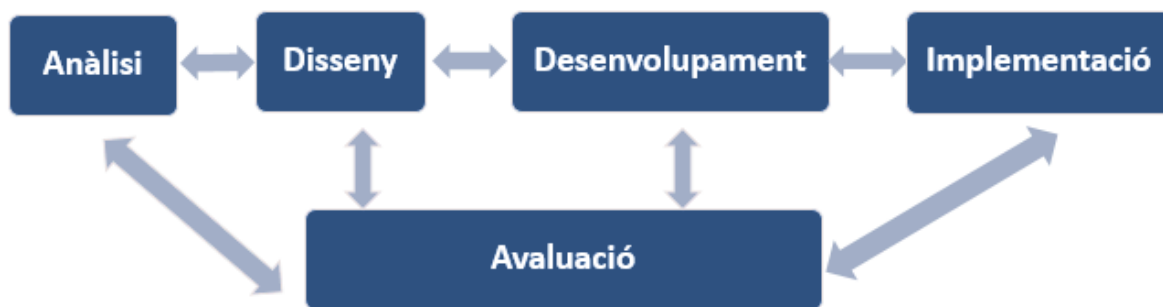 Anàlisi
Disseny
Desenvolupament
Implementació
Avaluació